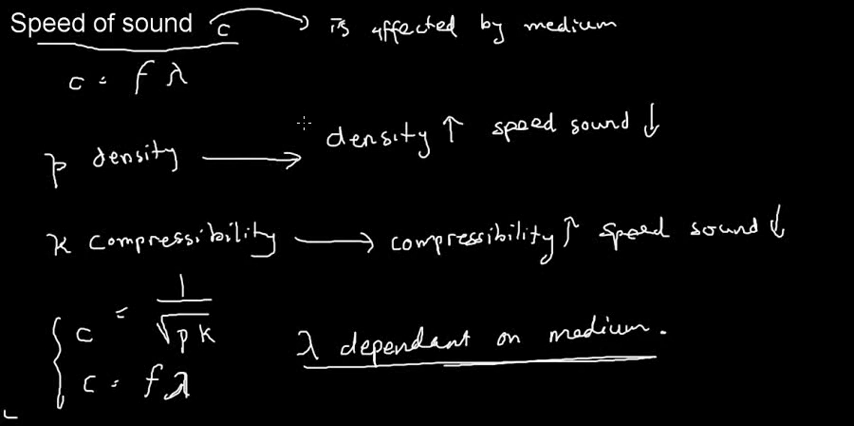 Speed of sound c → is affected by medium
c = f λ
ρ density → density ↑ speed sound ↓
κ compressibility → compressibility ↑ speed sound ↓
c = 1/√ρκ
c = fλ
λ dependant on medium.